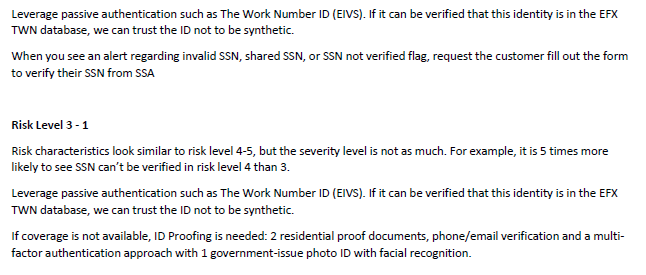 Leverage passive authentication such as The Work Number ID (EIVS). If it can be verified that this identity is in the EFX
TWN database, we can trust the ID not to be synthetic.
When you see an alert regarding invalid SSN, shared SSN, or SSN not verified flag, request the customer fill out the form
to verify their SSN from SSA
Risk Level 3 - 1
Risk characteristics look similar to risk level 4-5, but the severity level is not as much. For example, it is 5 times more
likely to see SSN can't be verified in risk level 4 than 3.
Leverage passive authentication such as The Work Number ID (EIVS). If it can be verified that this identity is in the EFX
TWN database, we can trust the ID not to be synthetic.
If coverage is not available, ID Proofing is needed: 2 residential proof documents, phone/email verification and a multi-
factor authentication approach with 1 government-issue photo ID with facial recognition.